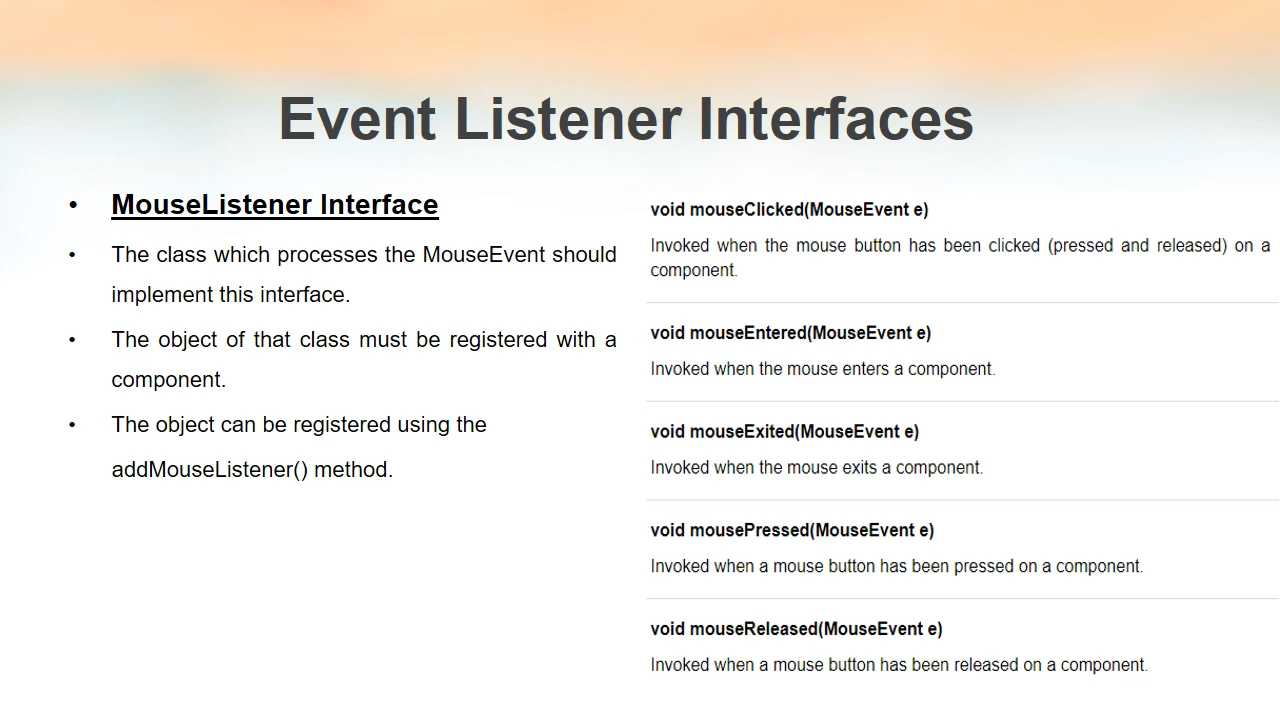 Event Listener Interfaces
• MouseListener Interface
• The class which processes the MouseEvent should
implement this interface.
• The object of that class must be registered with a
component.
• The object can be registered using the
addMouseListener() method.
void mouseClicked(MouseEvent e)
Invoked when the mouse button has been clicked (pressed and released) on a
component.
void mouseEntered(MouseEvent e)
Invoked when the mouse enters a component.
void mouseExited(MouseEvent e)
Invoked when the mouse exits a component.
void mousePressed(MouseEvent e)
Invoked when a mouse button has been pressed on a component.
void mouseReleased(MouseEvent e)
Invoked when a mouse button has been released on a component.